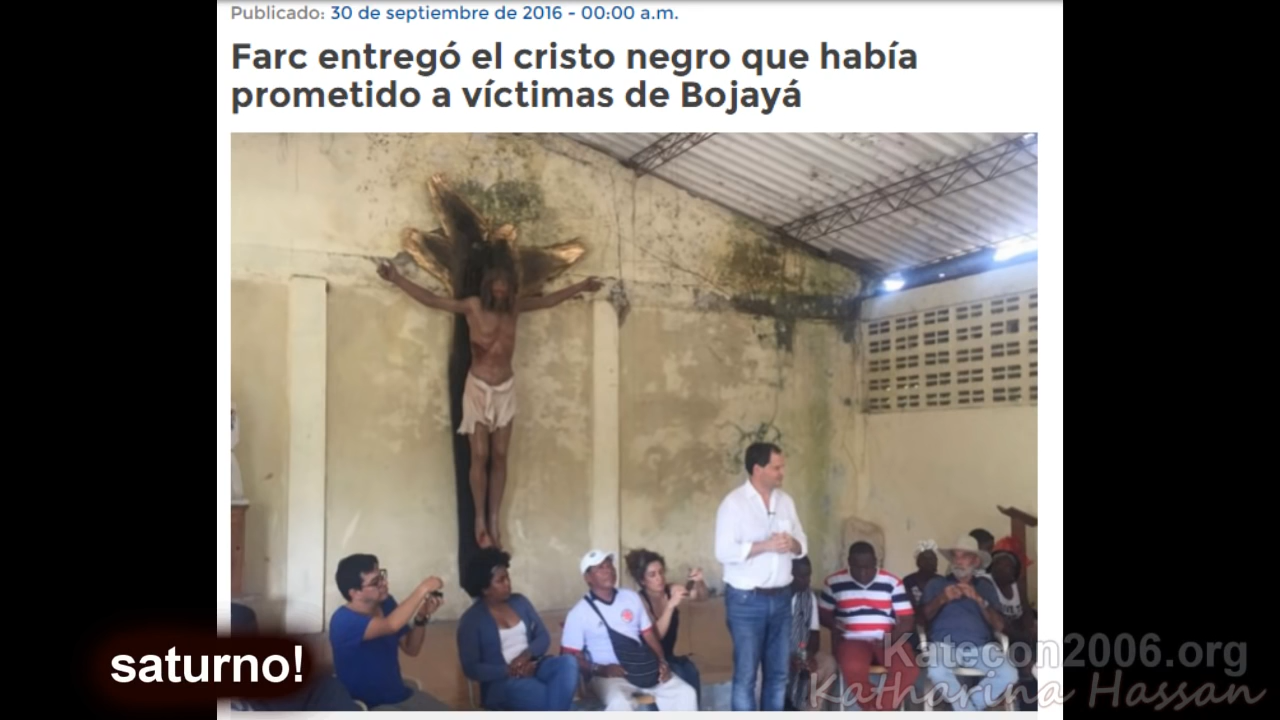 Publicado: 30 de septiembre de 2016 - 00:00 a.m.
Farc entregó el cristo negro que había
prometido a víctimas de Bojayá
saturno!
Katecon2006.org
Katharina Hassan